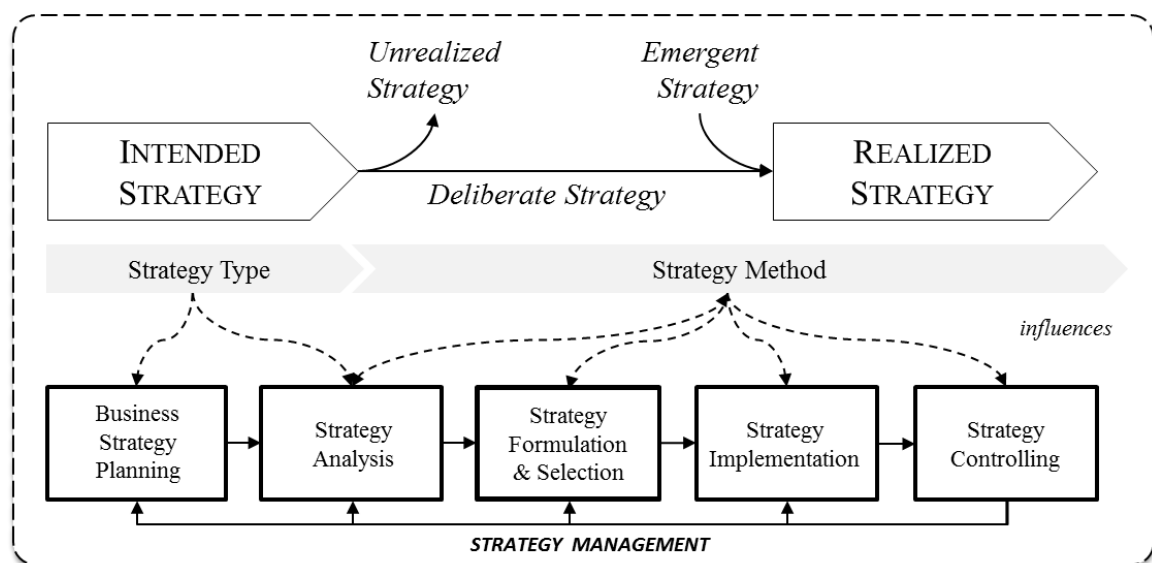 Unrealized
Strategy
Emergent
Strategy
INTENDED
STRATEGY
Deliberate Strategy
REALIZED
STRATEGY
Strategy Type
Strategy Method
influences
Business
Strategy
Planning
Strategy
Analysis
Strategy
Formulation
& Selection
Strategy
Implementation
Strategy
Controlling
STRATEGY MANAGEMENT